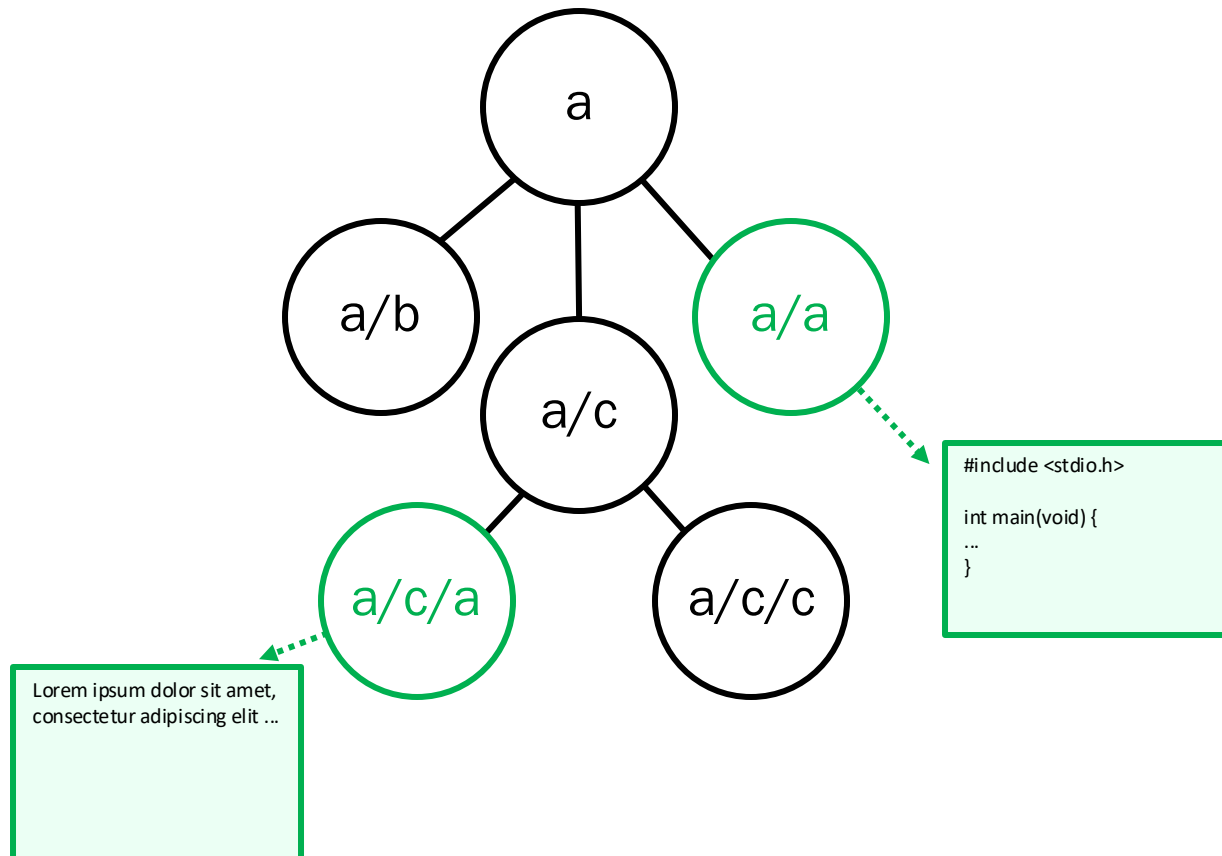 a
a/b
a/a
a/c
#include <stdio.h>
int main(void) {
...
}
a/c/a
a/c/c
Lorem ipsum dolor sit amet,
consectetur adipiscing elit ...